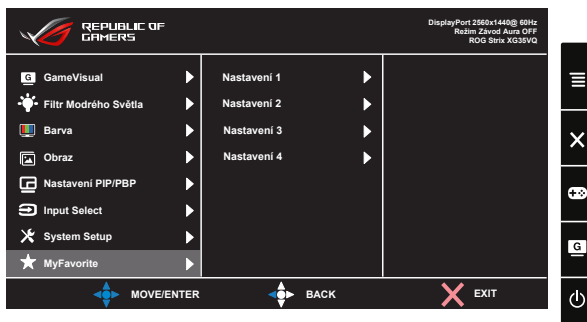 REPUBLIC OF
GAMERS
DisplayPort 2560x1440@ 60Hz
Režim Závod Aura OFF
ROG Strix XG35VQ
G GameVisual
Filtr Modrého Světla
Barva
Obraz
Nastavení PIP/PBP
Input Select
System Setup
MyFavorite
Nastavení 1
Nastavení 2
Nastavení 3
Nastavení 4
MOVE/ENTER
BACK
EXIT
G